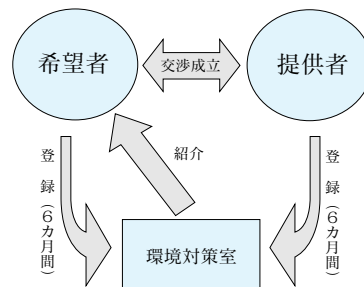 希望者
交渉成立
提供者
登録(6カ月間)
紹介
登録(6カ月間)
環境対策室